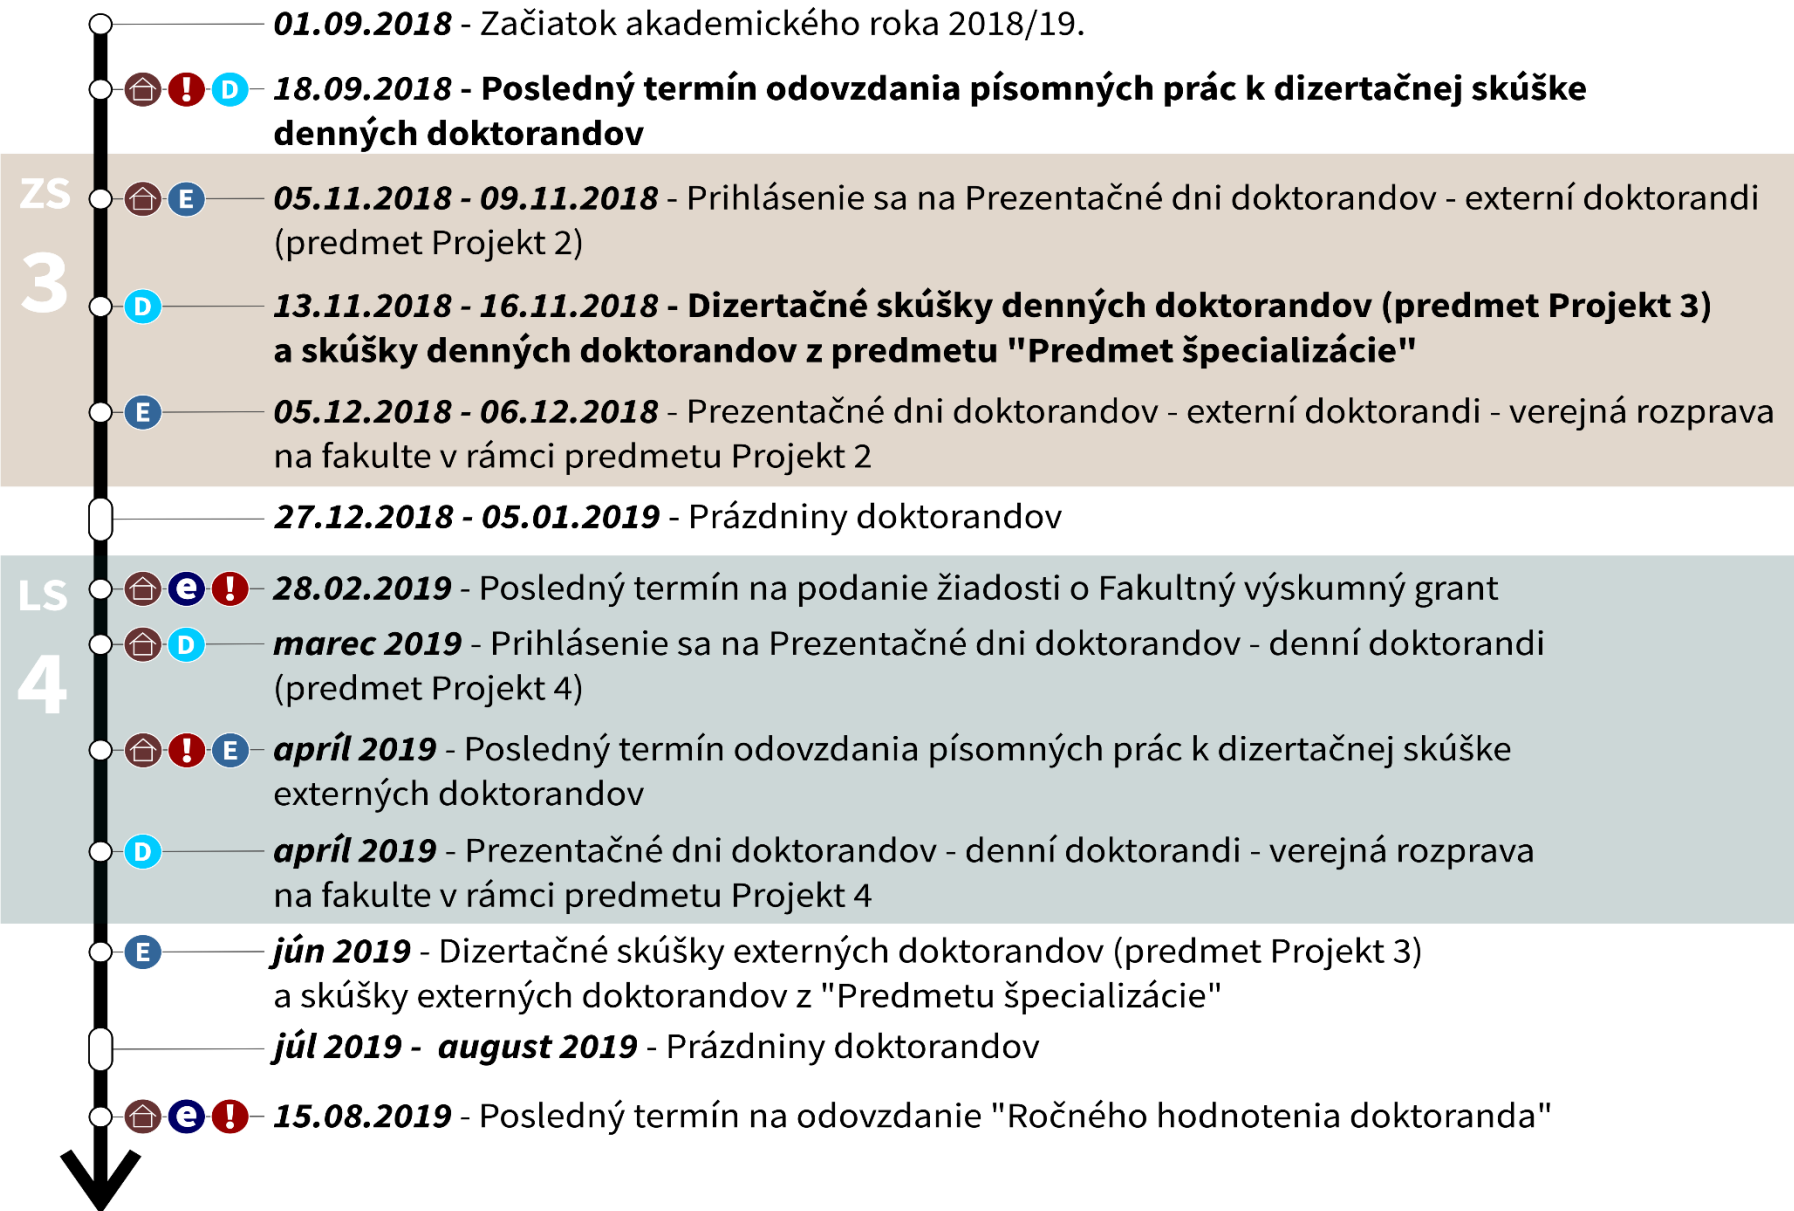 01.09.2018 - Začiatok akademického roka 2018/19.
! D 18.09.2018 - Posledný termín odovzdania písomných prác k dizertačnej skúške
denných doktorandov
ZS
3
E 05.11.2018 - 09.11.2018 - Prihlásenie sa na Prezentačné dni doktorandov - externí doktorandi
(predmet Projekt 2)
D 13.11.2018 - 16.11.2018 - Dizertačné skúšky denných doktorandov (predmet Projekt 3)
a skúšky denných doktorandov z predmetu "Predmet špecializácie"
E 05.12.2018 - 06.12.2018 - Prezentačné dni doktorandov - externí doktorandi - verejná rozprava
na fakulte v rámci predmetu Projekt 2
27.12.2018 - 05.01.2019 - Prázdniny doktorandov
LS
4
e ! 28.02.2019 - Posledný termín na podanie žiadosti o Fakultný výskumný grant
D marec 2019 - Prihlásenie sa na Prezentačné dni doktorandov - denní doktorandi
(predmet Projekt 4)
! E apríl 2019 - Posledný termín odovzdania písomných prác k dizertačnej skúške
externých doktorandov
D apríl 2019 - Prezentačné dni doktorandov - denní doktorandi - verejná rozprava
na fakulte v rámci predmetu Projekt 4
E jún 2019 - Dizertačné skúšky externých doktorandov (predmet Projekt 3)
a skúšky externých doktorandov z "Predmetu špecializácie"
júl 2019 - august 2019 - Prázdniny doktorandov
e ! 15.08.2019 - Posledný termín na odovzdanie "Ročného hodnotenia doktoranda"